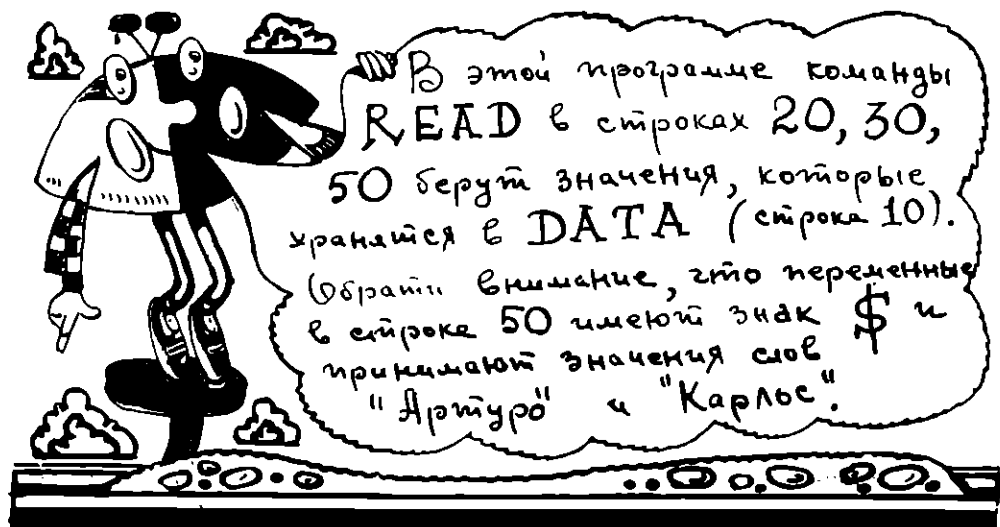 В этой программе команды
READ в строках 20, 30,
50 берут значения, которые
хранятся в DATA (строка 10).
Обрати внимание, что переменные
в строке 50 имеют знак $ и
принимают значения слов
"Артуро" и "Карлос".